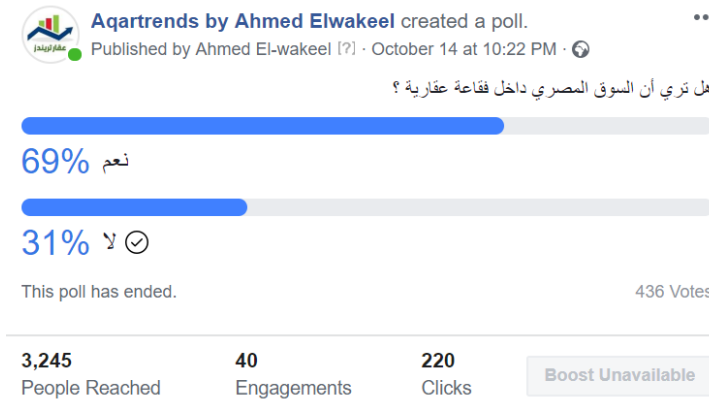 Aqartrends by Ahmed Elwakeel created a poll.
Published by Ahmed El-wakeel [?] · October 14 at 10:22 PM ·
عقارتريندز
هل تري أن السوق المصري داخل فقاعة عقارية ؟
69% نعم
31% لا
This poll has ended. 436 Votes
3,245 40 220 Boost Unavailable
People Reached Engagements Clicks